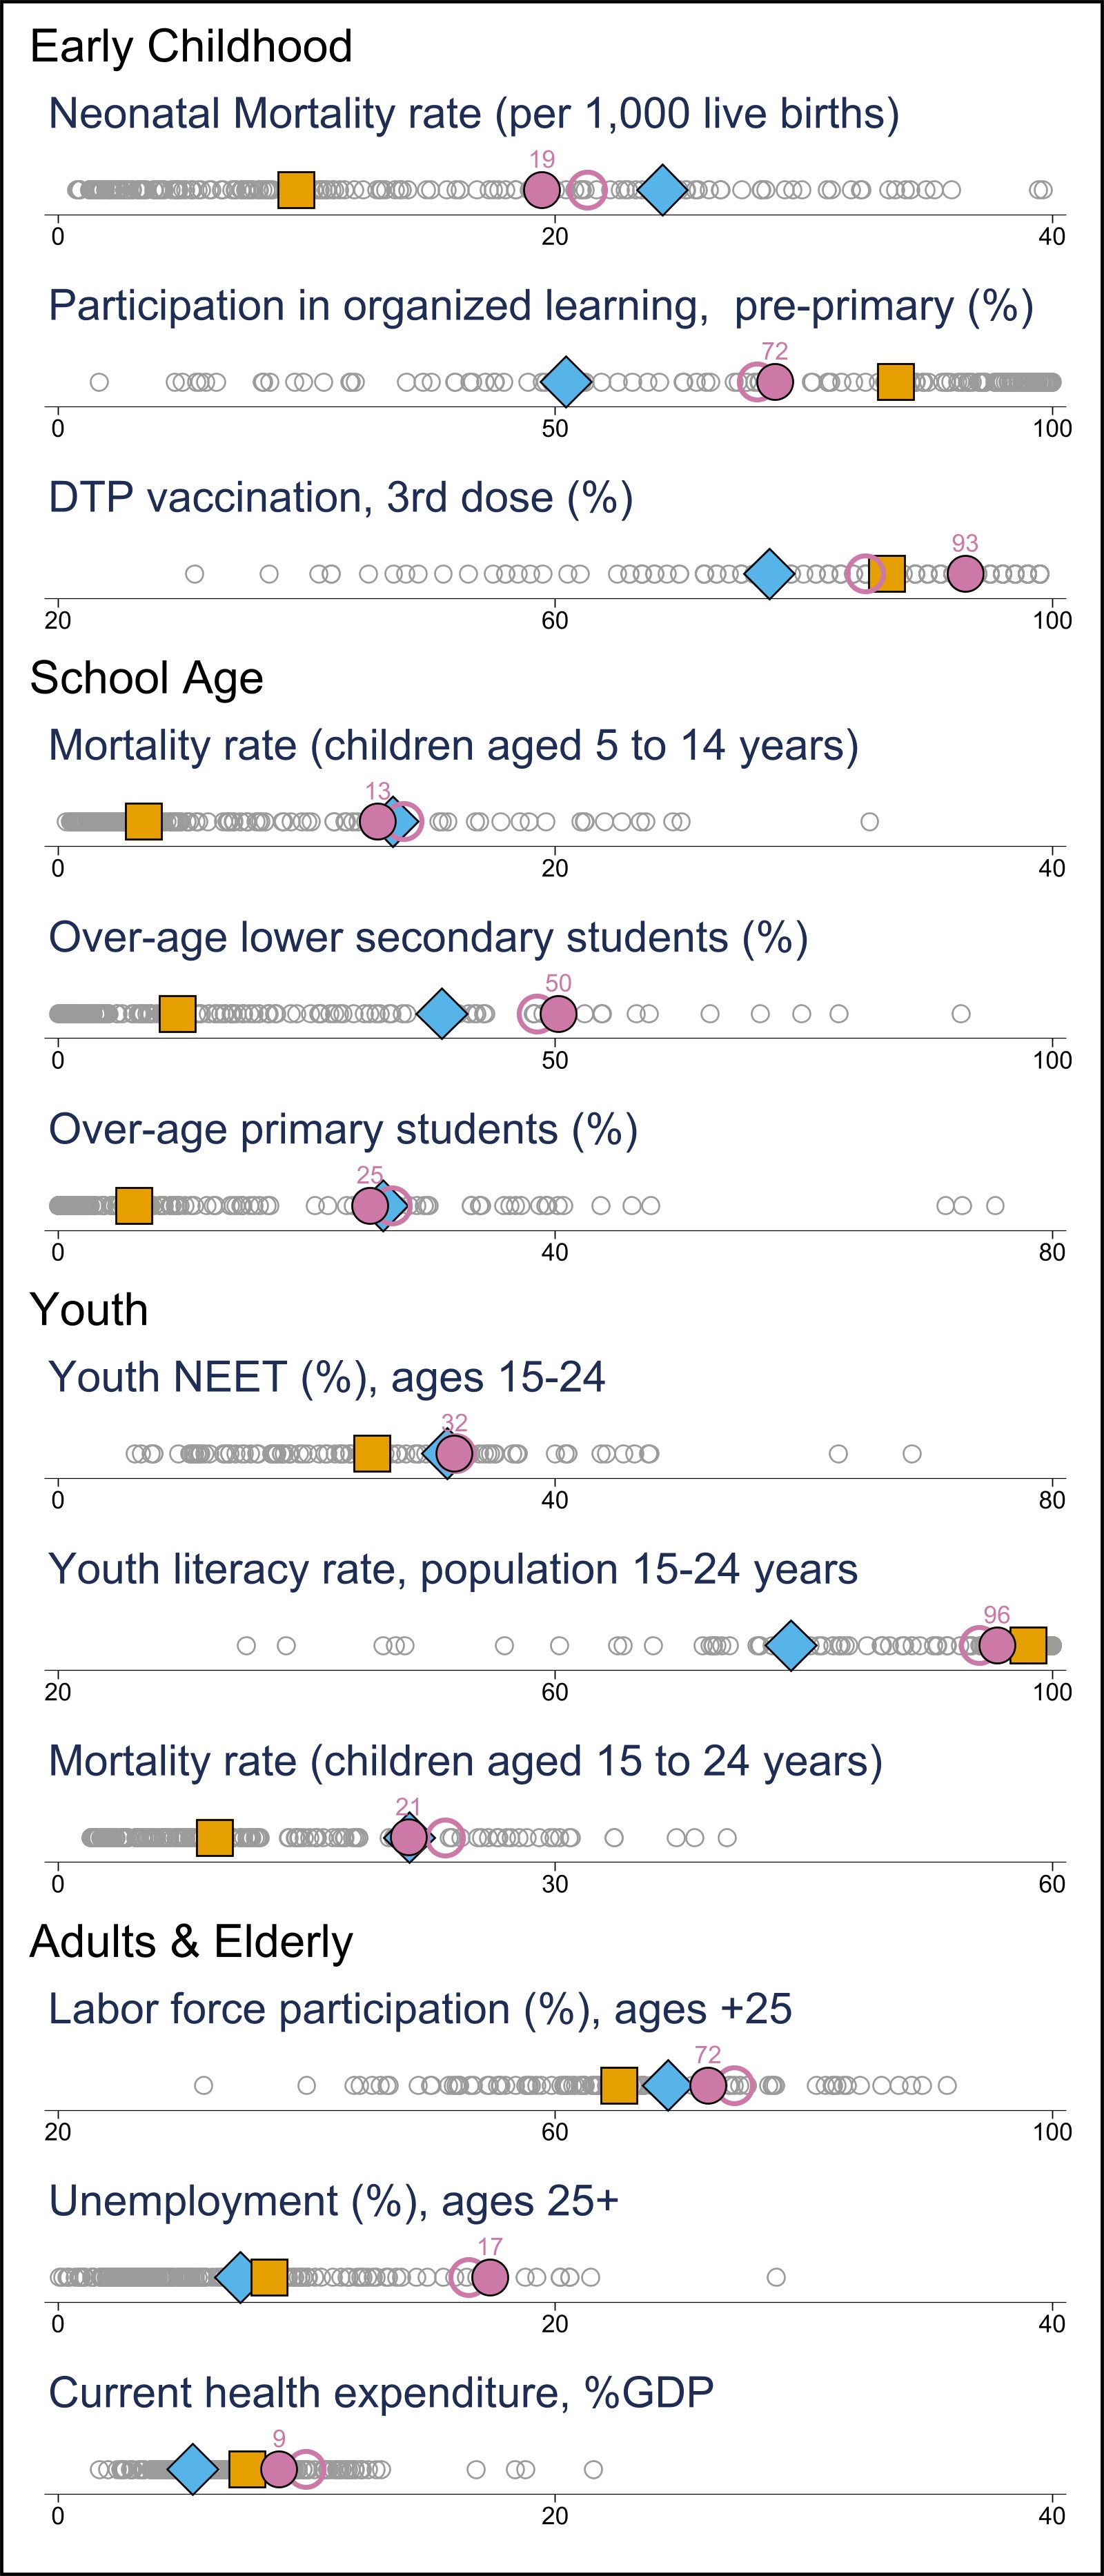 Early Childhood
Neonatal Mortality rate (per 1,000 live births)
19
0 20 40
Participation in organized learning,  pre-primary (%)
72
0 50 100
DTP vaccination, 3rd dose (%)
93
20 60 100
School Age
Mortality rate (children aged 5 to 14 years)
13
0 20 40
Over-age lower secondary students (%)
50
0 50 100
Over-age primary students (%)
25
0 40 80
Youth
Youth NEET (%), ages 15-24
32
0 40 80
Youth literacy rate, population 15-24 years
96
20 60 100
Mortality rate (children aged 15 to 24 years)
21
0 30 60
Adults & Elderly
Labor force participation (%), ages +25
72
20 60 100
Unemployment (%), ages 25+
17
0 20 40
Current health expenditure, %GDP
9
0 20 40